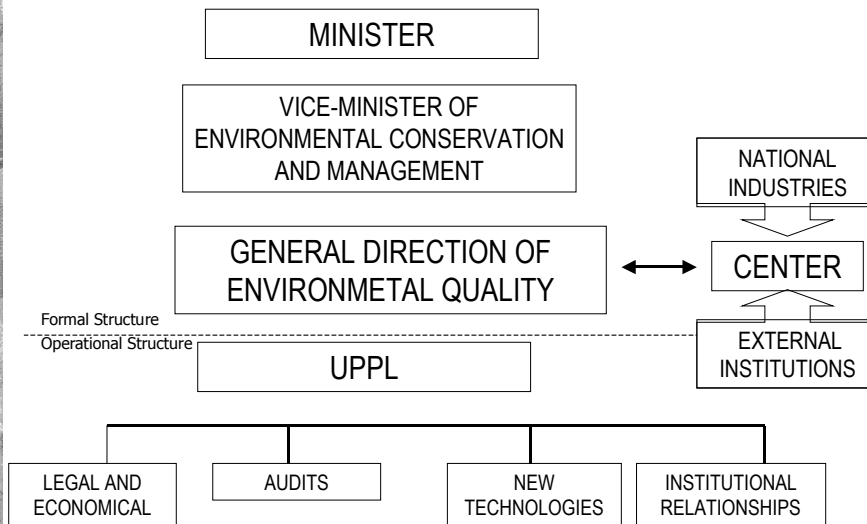 MINISTER
VICE-MINISTER OF
ENVIRONMENTAL CONSERVATION
AND MANAGEMENT
NATIONAL
INDUSTRIES
GENERAL DIRECTION OF
ENVIRONMETAL QUALITY
CENTER
Formal Structure
Operational Structure
EXTERNAL
INSTITUTIONS
UPPL
LEGAL AND
ECONOMICAL
AUDITS
NEW
TECHNOLOGIES
INSTITUTIONAL
RELATIONSHIPS